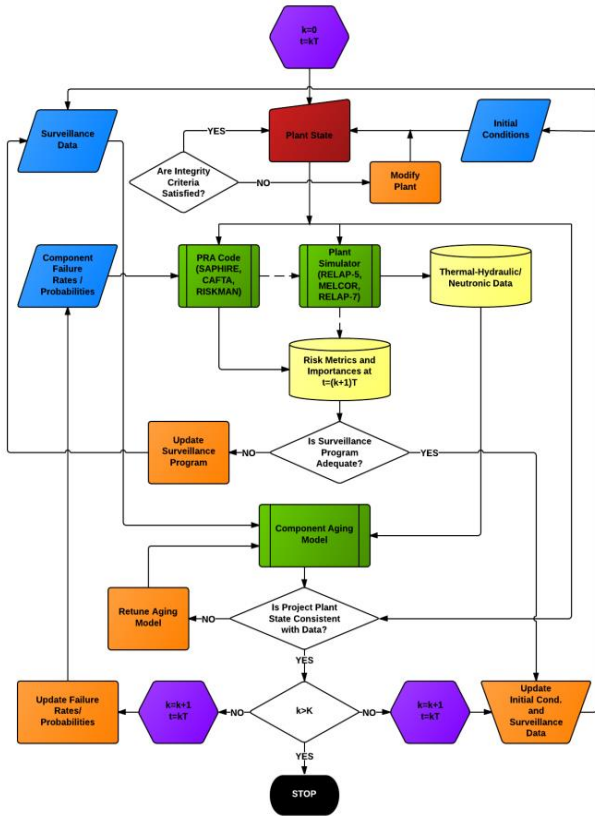 k=0
t=kT
Surveillance
Data
YES
Plant State
Initial
Conditions
Are Integrity
Criteria
Satisfied?
NO
Modify
Plant
Component
Failure
Rates /
Probabilities
PRA Code
(SAPHIRE,
CAFTA,
RISKMAN)
Plant
Simulator
(RELAP-5,
MELCOR,
RELAP-7)
Thermal-Hydraulic/
Neutronic Data
Risk Metrics and
Importances at
t=(k+1)T
Update
Surveillance
Program
NO
Is Surveillance
Program
Adequate?
YES
Component Aging
Model
Retune Aging
Model
NO
Is Project Plant
State Consistent
with Data?
YES
Update Failure
Rates/
Probabilities
k=k+1
t=kT
NO
k>K
NO
k=k+1
t=kT
Update
Initial Cond.
and
Surveillance
Data
YES
STOP